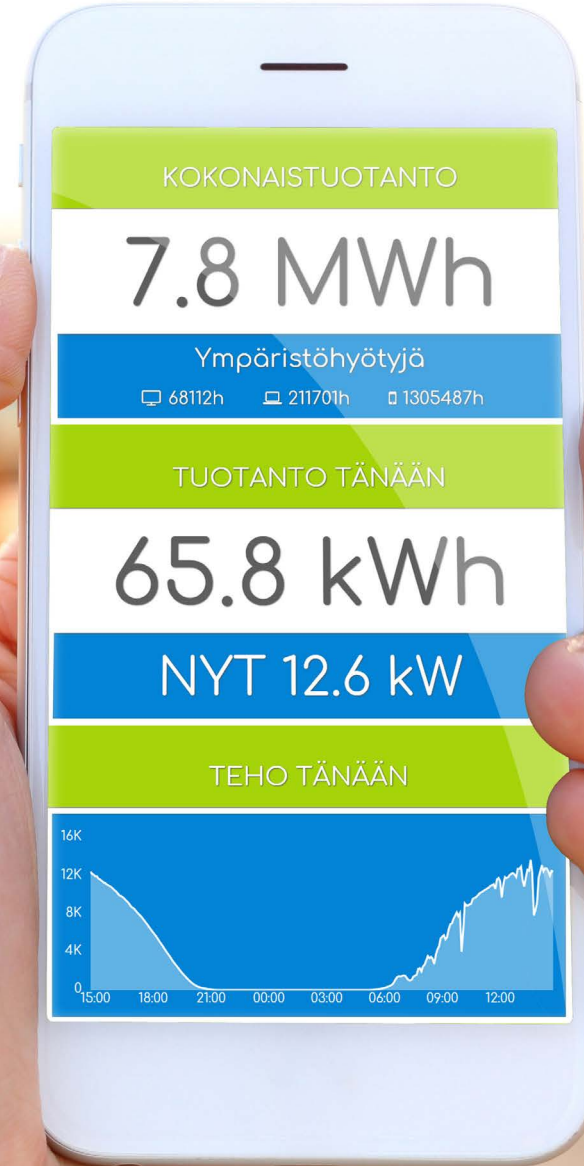 KOKONAISTUOTANTO
7.8 MWh
Ympäristöhyötyjä
68112h 211701h 1305487h
TUOTANTO TÄNÄÄN
65.8 kWh
NYT 12.6 kW
TEHO TÄNÄÄN
16K
12K
8K
4K
0
15:00 18:00 21:00 00:00 03:00 06:00 09:00 12:00